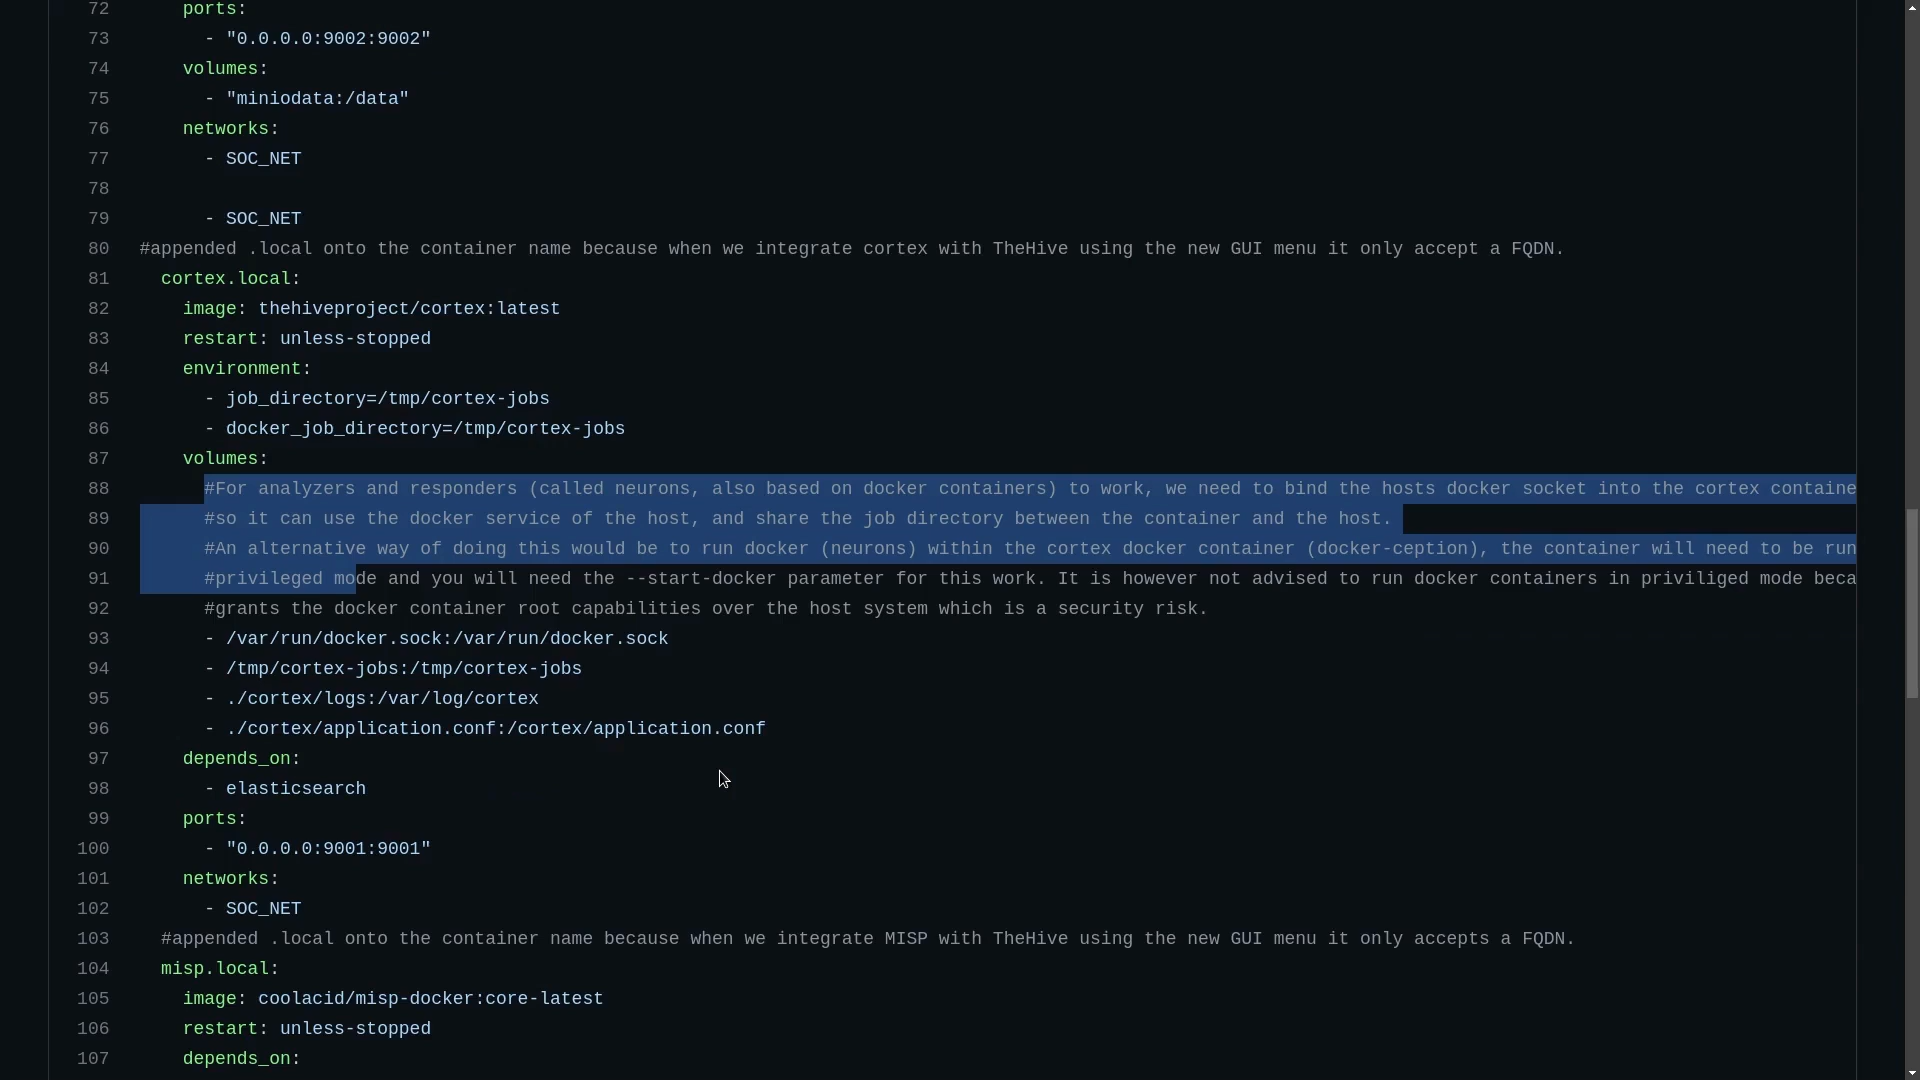 72 ports:
73 - "0.0.0.0:9002:9002"
74 volumes:
75 - "miniodata:/data"
76 networks:
77 - SOC_NET
78
79 - SOC_NET
80 #appended .local onto the container name because when we integrate cortex with TheHive using the new GUI menu it only accept a FQDN.
81 cortex.local:
82 image: thehiveproject/cortex:latest
83 restart: unless-stopped
84 environment:
85 - job_directory=/tmp/cortex-jobs
86 - docker_job_directory=/tmp/cortex-jobs
87 volumes:
88 #For analyzers and responders (called neurons, also based on docker containers) to work, we need to bind the hosts docker socket into the cortex containe
89 #so it can use the docker service of the host, and share the job directory between the container and the host.
90 #An alternative way of doing this would be to run docker (neurons) within the cortex docker container (docker-ception), the container will need to be run
91 #privileged mode and you will need the --start-docker parameter for this work. It is however not advised to run docker containers in priviliged mode beca
92 #grants the docker container root capabilities over the host system which is a security risk.
93 - /var/run/docker.sock:/var/run/docker.sock
94 - /tmp/cortex-jobs:/tmp/cortex-jobs
95 - ./cortex/logs:/var/log/cortex
96 - ./cortex/application.conf:/cortex/application.conf
97 depends_on:
98 - elasticsearch
99 ports:
100 - "0.0.0.0:9001:9001"
101 networks:
102 - SOC_NET
103 #appended .local onto the container name because when we integrate MISP with TheHive using the new GUI menu it only accepts a FQDN.
104 misp.local:
105 image: coolacid/misp-docker:core-latest
106 restart: unless-stopped
107 depends_on: